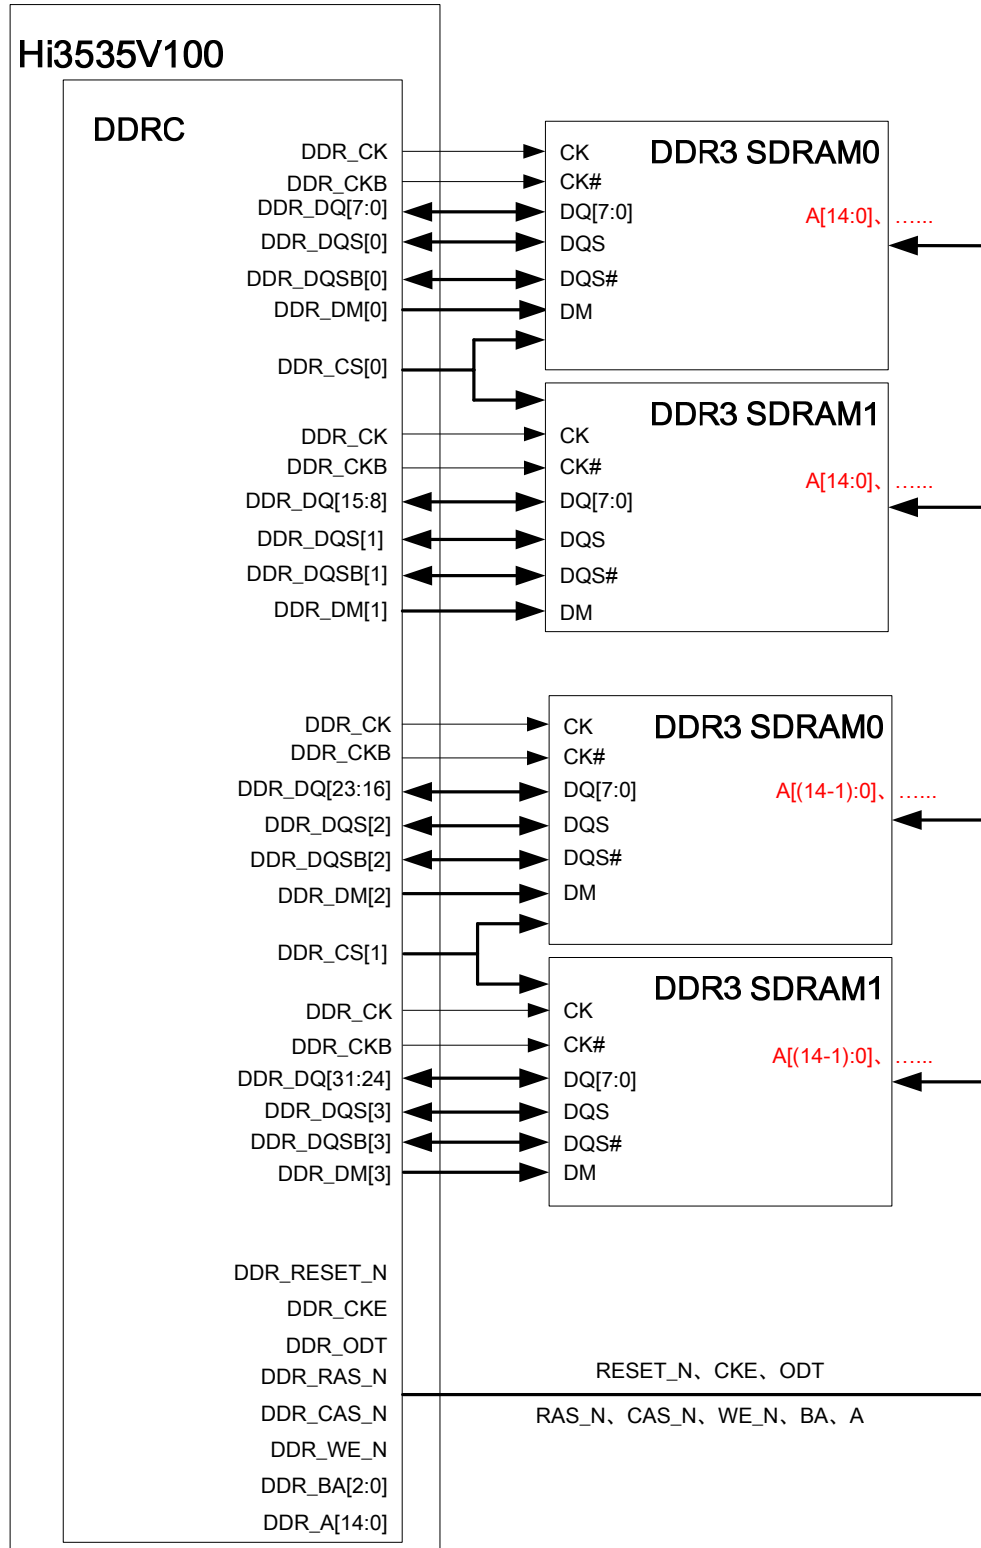 Hi3535V100
DDRC
DDR_CK
DDR_CKB
DDR_DQ[7:0]
DDR_DQS[0]
DDR_DQSB[0]
DDR_DM[0]
DDR_CS[0]
DDR_CK
DDR_CKB
DDR_DQ[15:8]
DDR_DQS[1]
DDR_DQSB[1]
DDR_DM[1]
DDR_CK
DDR_CKB
DDR_DQ[23:16]
DDR_DQS[2]
DDR_DQSB[2]
DDR_DM[2]
DDR_CS[1]
DDR_CK
DDR_CKB
DDR_DQ[31:24]
DDR_DQS[3]
DDR_DQSB[3]
DDR_DM[3]
DDR_RESET_N
DDR_CKE
DDR_ODT
DDR_RAS_N
DDR_CAS_N
DDR_WE_N
DDR_BA[2:0]
DDR_A[14:0]
DDR3 SDRAM0
CK
CK#
DQ[7:0]
DQS
DQS#
DM
A[14:0]、……
DDR3 SDRAM1
CK
CK#
DQ[7:0]
DQS
DQS#
DM
A[14:0]、……
DDR3 SDRAM0
CK
CK#
DQ[7:0]
DQS
DQS#
DM
A[(14-1):0]、……
DDR3 SDRAM1
CK
CK#
DQ[7:0]
DQS
DQS#
DM
A[(14-1):0]、……
RESET_N、CKE、ODT
RAS_N、CAS_N、WE_N、BA、A